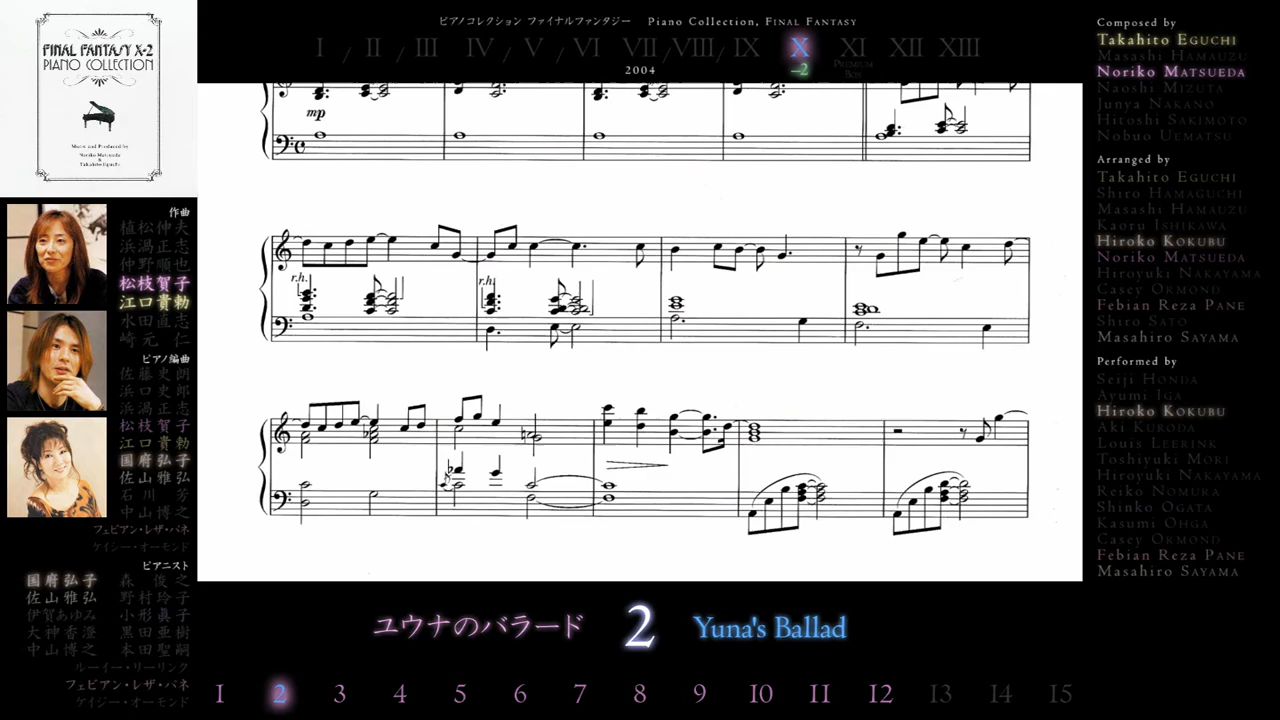 ピアノコレクション ファイナルファンタジー Piano Collection, FINAL FANTASY
I / II / III IV / V / VI VII / VIII / IX X XI XII XIII
-2
PREMIUM
BOX
2004
FINAL FANTASY X-2
PIANO COLLECTION
Music and Produced by
Noriko Matsueda
&
Takahito Eguchi
作曲
植松伸夫
浜渦正志
仲野順也
松枝賀子
江口貴勅
水田直志
崎元 仁
ピアノ編曲
佐藤史朗
浜口史郎
浜渦正志
松枝賀子
江口貴勅
国府弘子
佐山雅弘
石川 芳
中山博之
フェビアン・レザ・パネ
ケイシー・オーモンド
ピアニスト
国府弘子 森 俊之
佐山雅弘 野村玲子
伊賀あゆみ 小形眞子
大神香澄 黒田亜樹
中山博之 本田聖嗣
ルーイー・リーリンク
フェビアン・レザ・パネ
ケイジー・オーモンド
mp
r.h.
r.h.
Composed by
Takahito EGUCHI
Masashi HAMAUZU
Noriko MATSUEDA
Naoshi MIZUTA
Junya NAKANO
Hitoshi SAKIMOTO
Nobuo UEMATSU
Arranged by
Takahito EGUCHI
Shiro HAMAGUCHI
Masashi HAMAUZU
Kaoru ISHIKAWA
Hiroko KOKUBU
Noriko MATSUEDA
Hiroyuki NAKAYAMA
Casey ORMOND
Febian Reza PANE
Shiro SATO
Masahiro SAYAMA
Performed by
Seiji HONDA
Ayumi IGA
Hiroko KOKUBU
Aki KURODA
Louis LEERINK
Toshiyuki MORI
Hiroyuki NAKAYAMA
Reiko NOMURA
Shinko OGATA
Kasumi OHGA
Casey ORMOND
Febian Reza PANE
Masahiro SAYAMA
ユウナのバラード 2 Yuna's Ballad
1 2 3 4 5 6 7 8 9 10 11 12 13 14 15